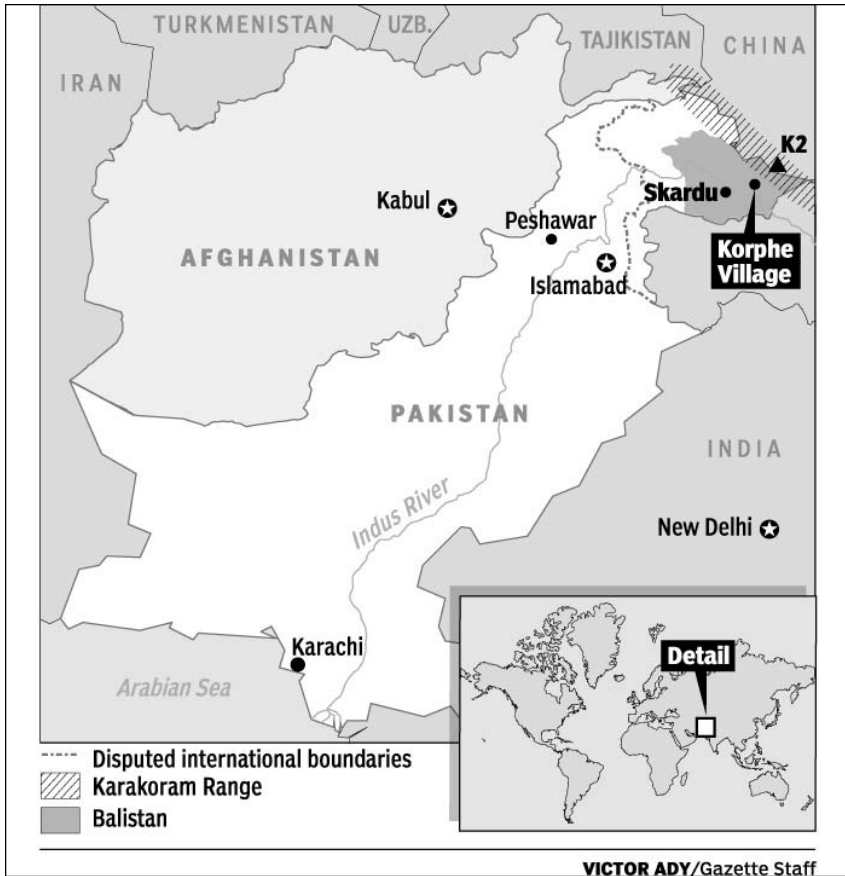 TURKMENISTAN
UZB.
TAJIKISTAN
CHINA
IRAN
K2
Skardu
Kabul
Peshawar
Korphe
Village
AFGHANISTAN
Islamabad
PAKISTAN
INDIA
Indus River
New Delhi
Karachi
Detail
Arabian Sea
Disputed international boundaries
Karakoram Range
Balistan
VICTOR ADY/Gazette Staff